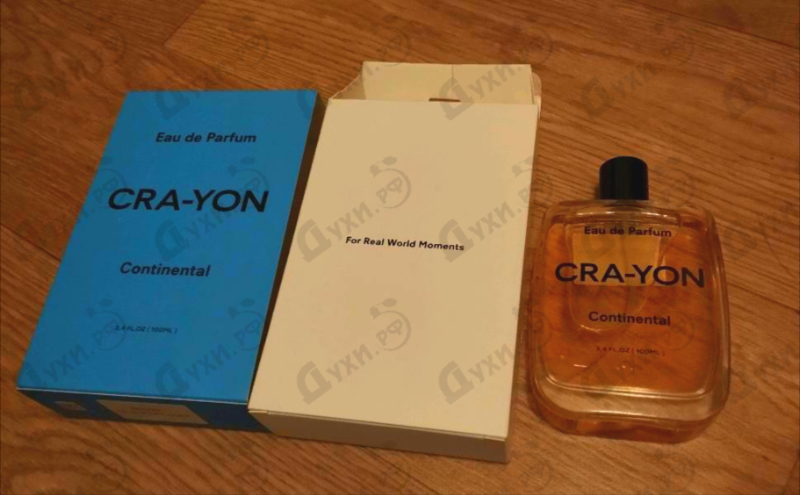 Eau de Parfum
CRA-YON
Continental
3.4 FL.OZ ( 100ML )
For Real World Moments
Eau de Parfum
CRA-YON
Continental
3.4 FL.OZ ( 100ML )
Духи.рф